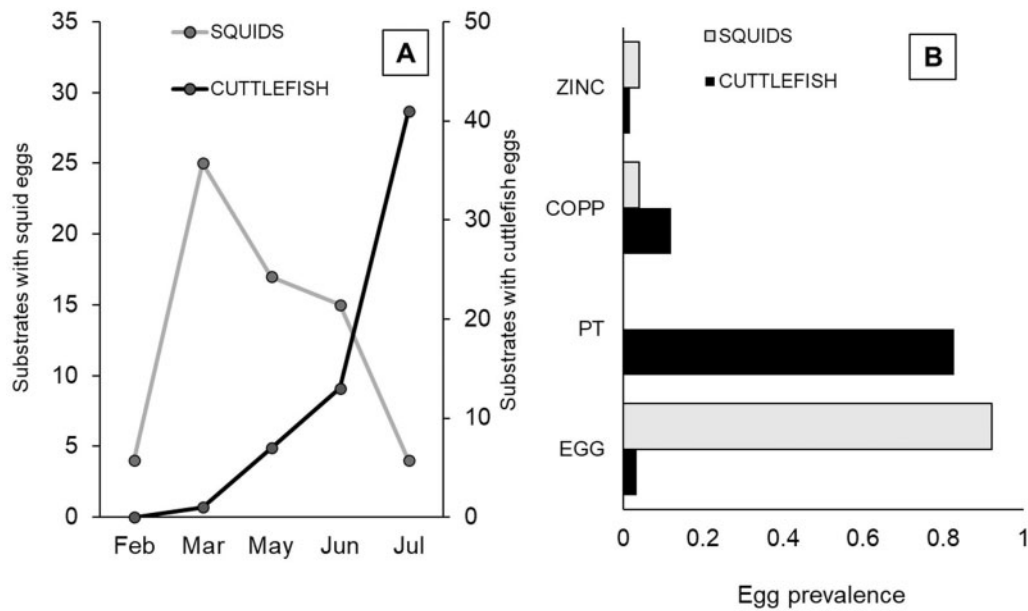 A
SQUIDS
CUTTLEFISH
Substrates with squid eggs
35
30
25
20
15
10
5
0
Feb Mar May Jun Jul
50
40
30
20
10
0
Substrates with cuttlefish eggs
B
SQUIDS
CUTTLEFISH
ZINC
COPP
PT
EGG
0 0.2 0.4 0.6 0.8 1
Egg prevalence